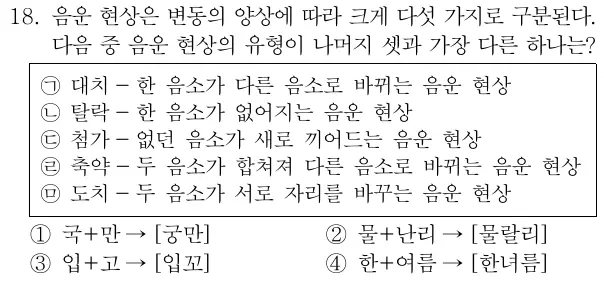 18. 음운 현상은 변동의 양상에 따라 크게 다섯 가지로 구분된다.
다음 중 음운 현상의 유형이 나머지 셋과 가장 다른 하나는?
㉠ 대치 – 한 음소가 다른 음소로 바뀌는 음운 현상
㉡ 탈락 – 한 음소가 없어지는 음운 현상
㉢ 첨가 – 없던 음소가 새로 끼어드는 음운 현상
㉣ 축약 – 두 음소가 합쳐져 다른 음소로 바뀌는 음운 현상
㉤ 도치 – 두 음소가 서로 자리를 바꾸는 음운 현상
① 국+만 → [궁만] ② 물+난리 → [물랄리]
③ 입+고 → [입꼬] ④ 한+여름 → [한녀름]